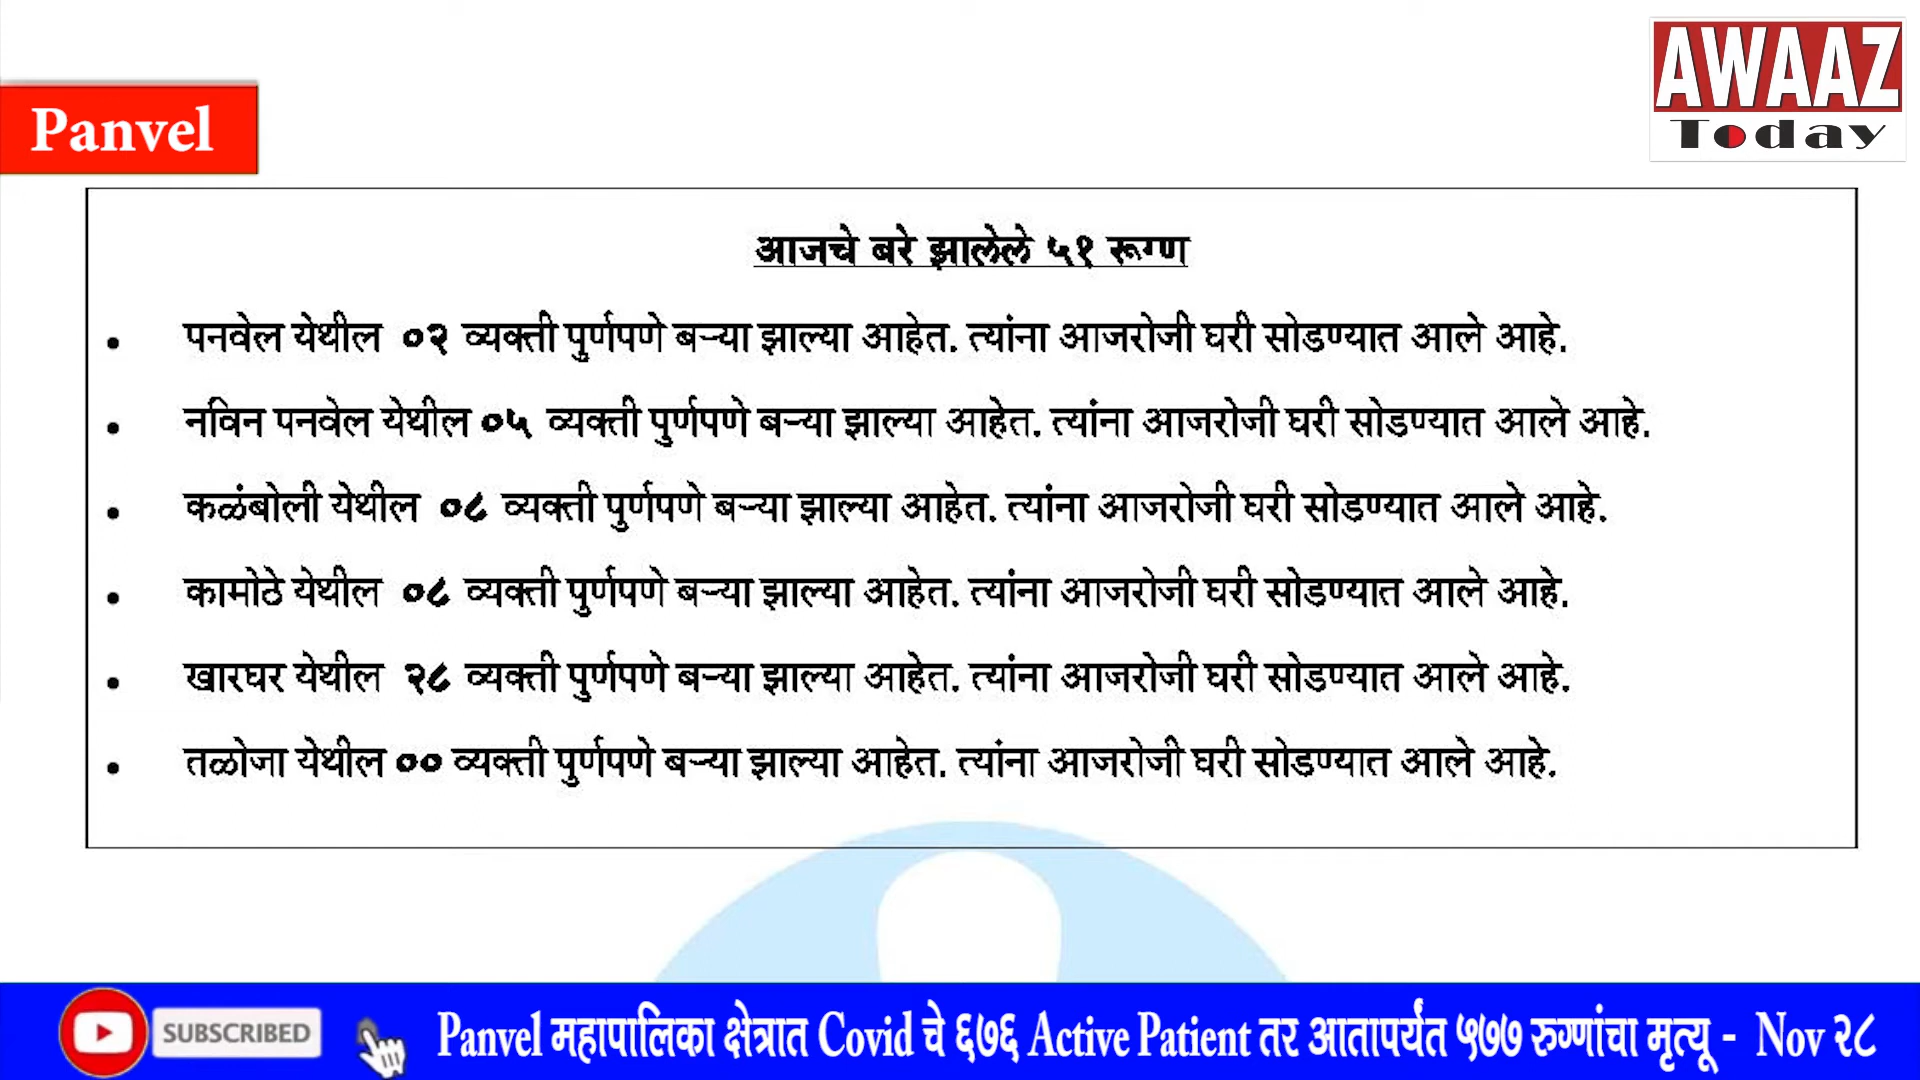 AWAAZ
Today
Panvel
आजचे बरे झालेले ५१ रूग्ण
• पनवेल येथील ०२ व्यक्ती पुर्णपणे बऱ्या झाल्या आहेत. त्यांना आजरोजी घरी सोडण्यात आले आहे.
• नविन पनवेल येथील ०५ व्यक्ती पुर्णपणे बऱ्या झाल्या आहेत. त्यांना आजरोजी घरी सोडण्यात आले आहे.
• कळंबोली येथील ०८ व्यक्ती पुर्णपणे बऱ्या झाल्या आहेत. त्यांना आजरोजी घरी सोडण्यात आले आहे.
• कामोठे येथील ०८ व्यक्ती पुर्णपणे बऱ्या झाल्या आहेत. त्यांना आजरोजी घरी सोडण्यात आले आहे.
• खारघर येथील २८ व्यक्ती पुर्णपणे बऱ्या झाल्या आहेत. त्यांना आजरोजी घरी सोडण्यात आले आहे.
• तळोजा येथील ०० व्यक्ती पुर्णपणे बऱ्या झाल्या आहेत. त्यांना आजरोजी घरी सोडण्यात आले आहे.
SUBSCRIBED
Panvel महापालिका क्षेत्रात Covid चे ६७६ Active Patient तर आतापर्यंत ५७७ रुग्णांचा मृत्यू - Nov २८